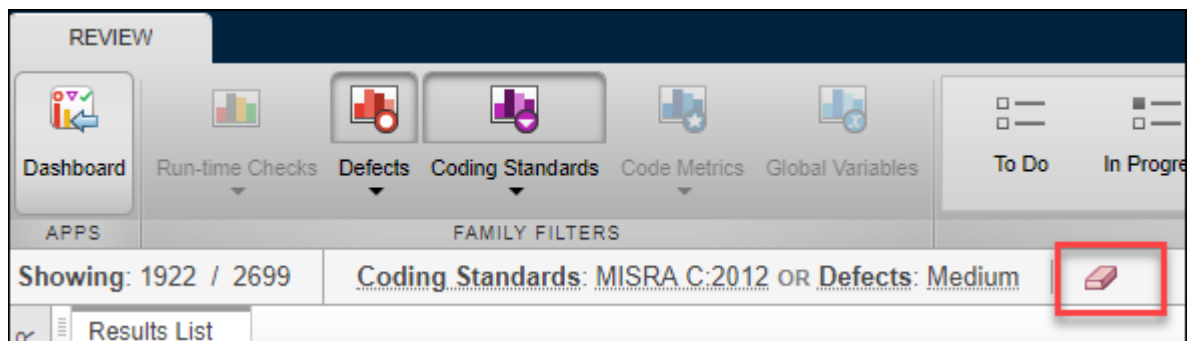 REVIEW
Dashboard Run-time Checks Defects Coding Standards Code Metrics Global Variables To Do In Progre
APPS FAMILY FILTERS
Showing: 1922 / 2699 Coding Standards: MISRA C:2012 OR Defects: Medium
Results List